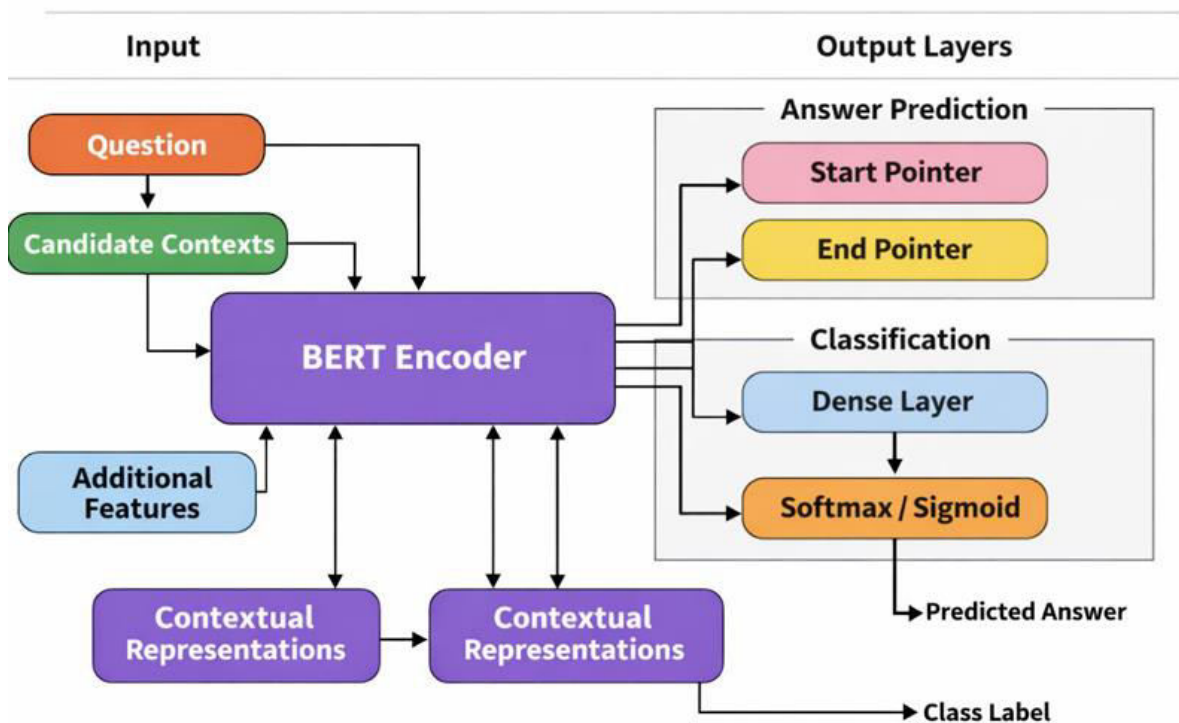 Input
Output Layers
Question
Candidate Contexts
BERT Encoder
Additional
Features
Contextual
Representations
Contextual
Representations
Answer Prediction
Start Pointer
End Pointer
Classification
Dense Layer
Softmax / Sigmoid
Predicted Answer
Class Label